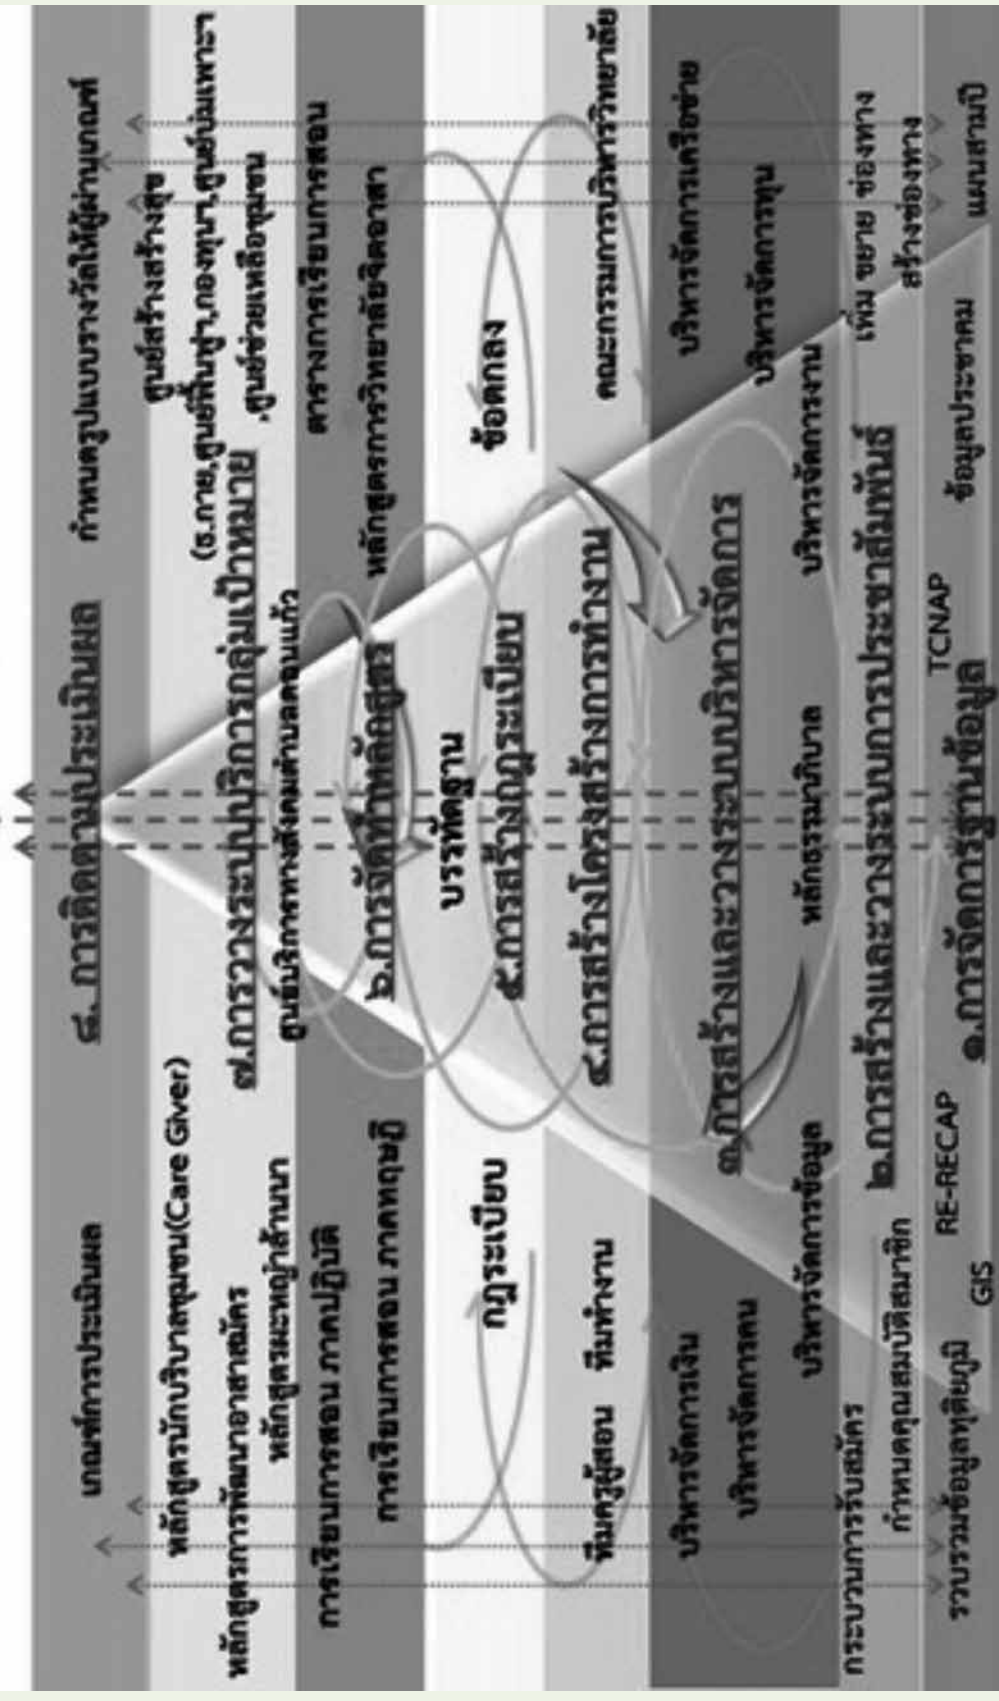 เกณฑ์การประเมินผล
๘. การติดตามประเมินผล
กำหนดรูปแบบรางวัลให้ผู้ผ่านเกณฑ์
หลักสูตรนักบริบาลชุมชน(Care Giver)
ศูนย์สร้างสุข
หลักสูตรการพัฒนาอาสาสมัคร
๗.การวางระบบบริการกลุ่มเป้าหมาย
(ธ.กาย,ศูนย์ฟื้นฟูฯ,กองทุนฯ,ศูนย์บ่มเพาะฯ
หลักสูตรมะหญ้าล้านนา
ศูนย์บริการทางสังคมตำบลดอนแก้ว
,ศูนย์ช่วยเหลือชุมชน
การเรียนการสอน ภาคปฏิบัติ
ตารางการเรียนการสอน
การเรียนการสอน ภาคทฤษฎี
๖.การจัดทำหลักสูตร
หลักสูตรการวิทยาลัยจิตอาสา
บรรทัดฐาน
กฎระเบียบ
๕.การสร้างกฎระเบียบ
ข้อตกลง
ทีมครูผู้สอน ทีมทำงาน
๔.การสร้างโครงสร้างการทำงาน
คณะกรรมการบริหารวิทยาลัย
บริหารจัดการเงิน
บริหารจัดการเครือข่าย
บริหารจัดการคน
๓.การสร้างและวางระบบบริหารจัดการ
บริหารจัดการทุน
บริหารจัดการข้อมูล
หลักธรรมาภิบาล
บริหารจัดการงาน
กระบวนการรับสมัคร
เพิ่ม ขยาย ช่องทาง
๒.การสร้างและวางระบบการประชาสัมพันธ์
กำหนดคุณสมบัติสมาชิก
สร้างช่องทาง
RE-RECAP
TCNAP
รวบรวมข้อมูลทุติยภูมิ
GIS
๑.การจัดการฐานข้อมูล
ข้อมูลประชาคม
แผนสามปี